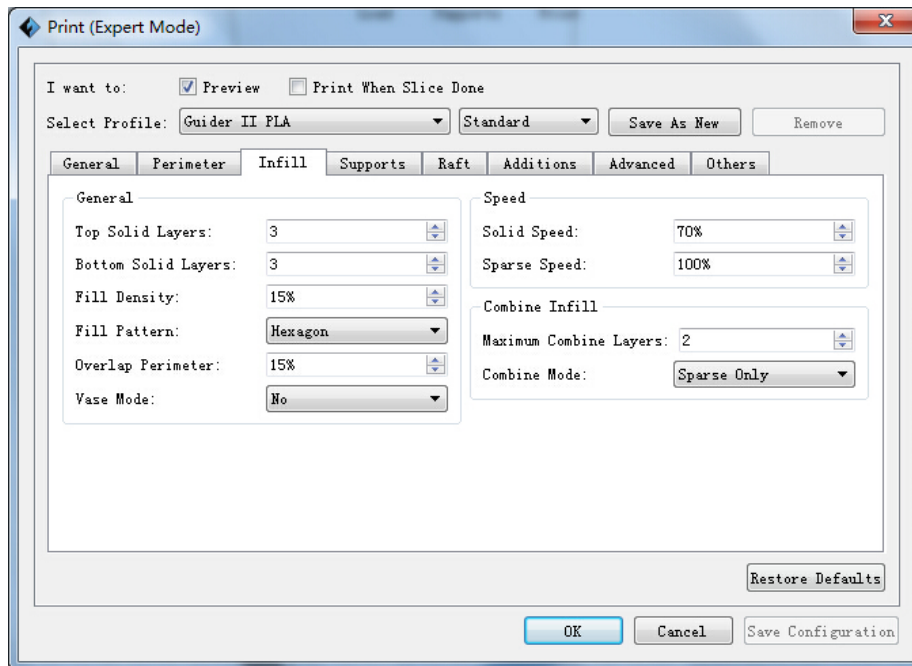 Print (Expert Mode)
I want to: Preview Print When Slice Done
Select Profile: Guider II PLA Standard Save As New Remove
General Perimeter Infill Supports Raft Additions Advanced Others
General
Top Solid Layers: 3
Bottom Solid Layers: 3
Fill Density: 15%
Fill Pattern: Hexagon
Overlap Perimeter: 15%
Vase Mode: No
Speed
Solid Speed: 70%
Sparse Speed: 100%
Combine Infill
Maximum Combine Layers: 2
Combine Mode: Sparse Only
Restore Defaults
OK Cancel Save Configuration